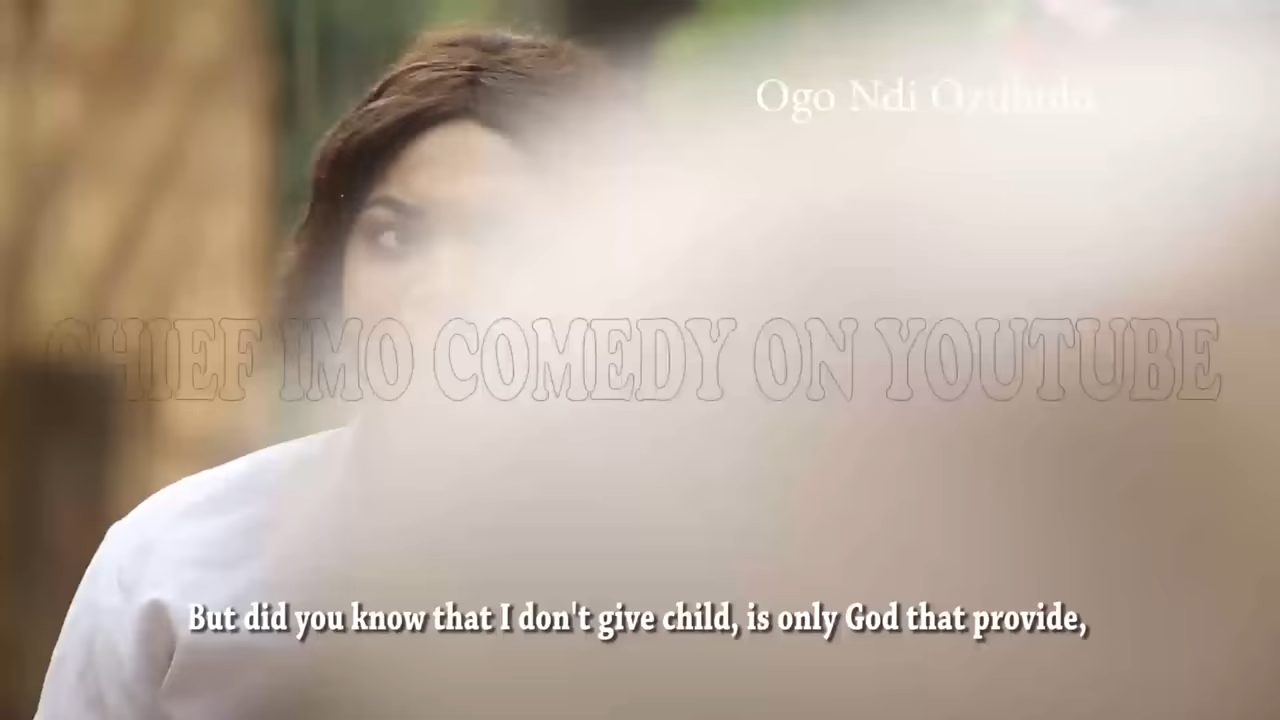 Ogo Ndi Ozubulu
CHIEF IMO COMEDY ON YOUTUBE
But did you know that I don't give child, is only God that provide,